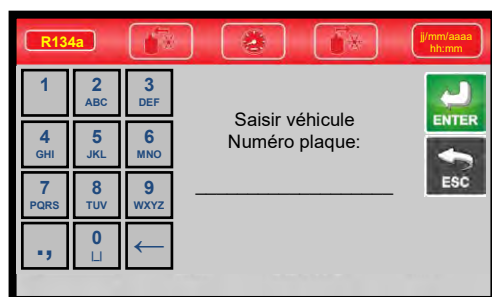 R134a
jj/mm/aaaa
hh:mm
1
2
ABC
3
DEF
4
GHI
5
JKL
6
MNO
7
PQRS
8
TUV
9
WXYZ
.,
0
⌴
←
Saisir véhicule
Numéro plaque:
____________________
ENTER
ESC